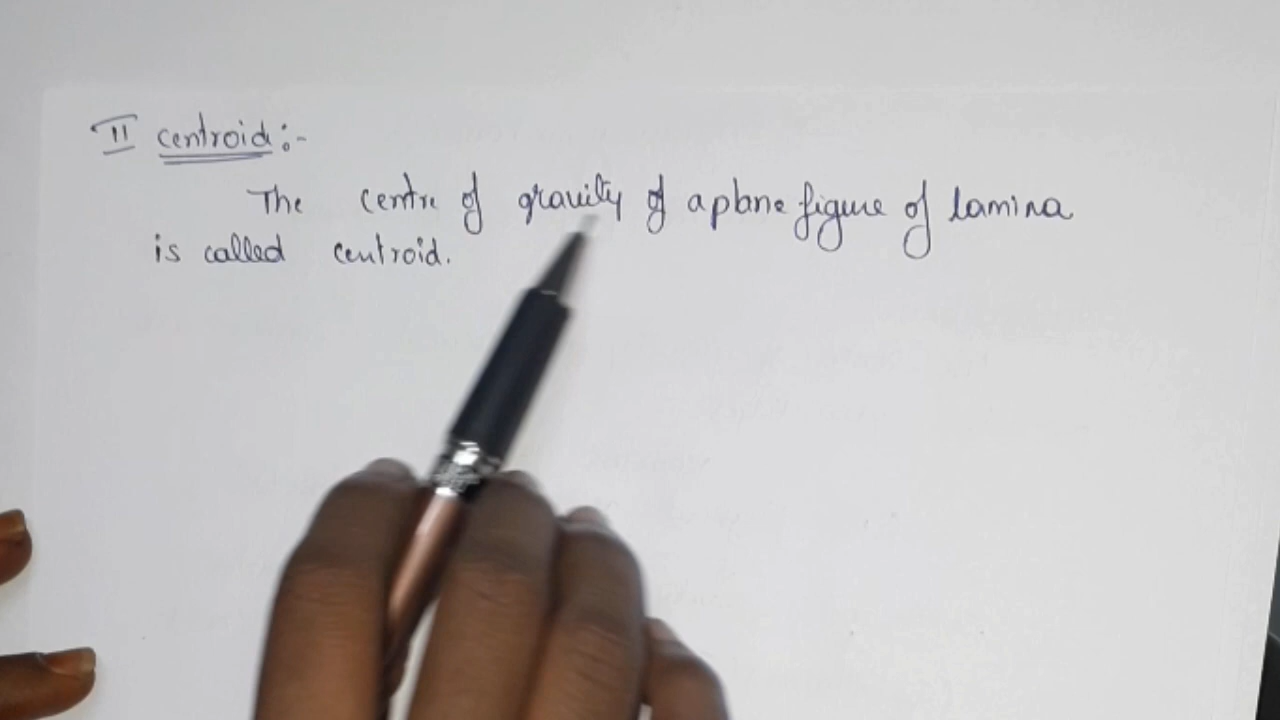 II centroid:-
The centre of gravity of a plane figure of lamina
is called centroid.